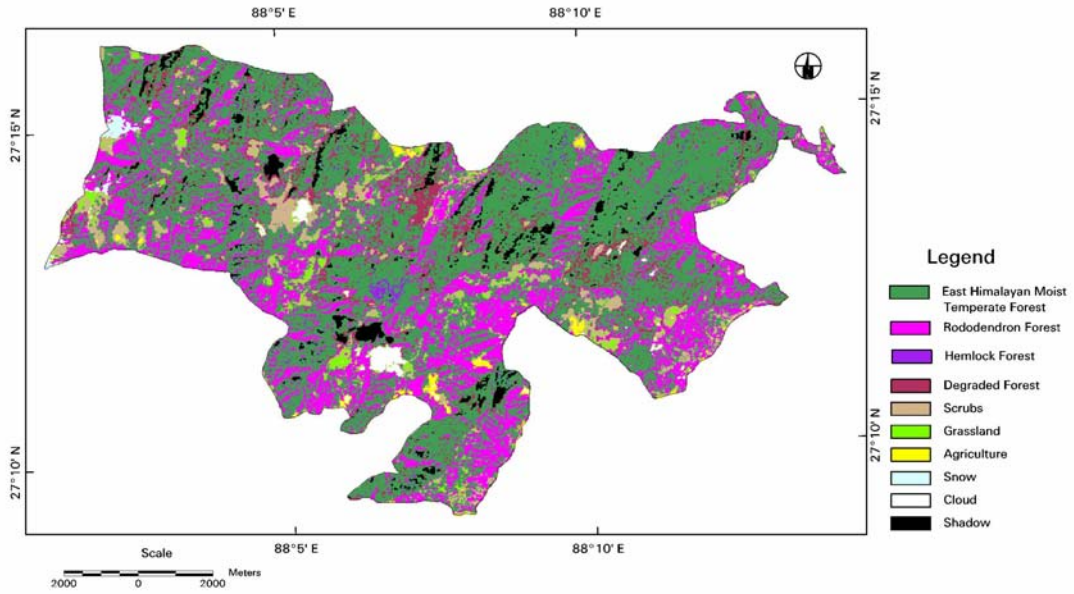 88°5' E
88°10' E
N
27°15' N
27°15' N
27°10' N
27°10' N
88°5' E
88°10' E
Legend
East Himalayan Moist
Temperate Forest
Rododendron Forest
Hemlock Forest
Degraded Forest
Scrubs
Grassland
Agriculture
Snow
Cloud
Shadow
Scale
Meters
2000 0 2000